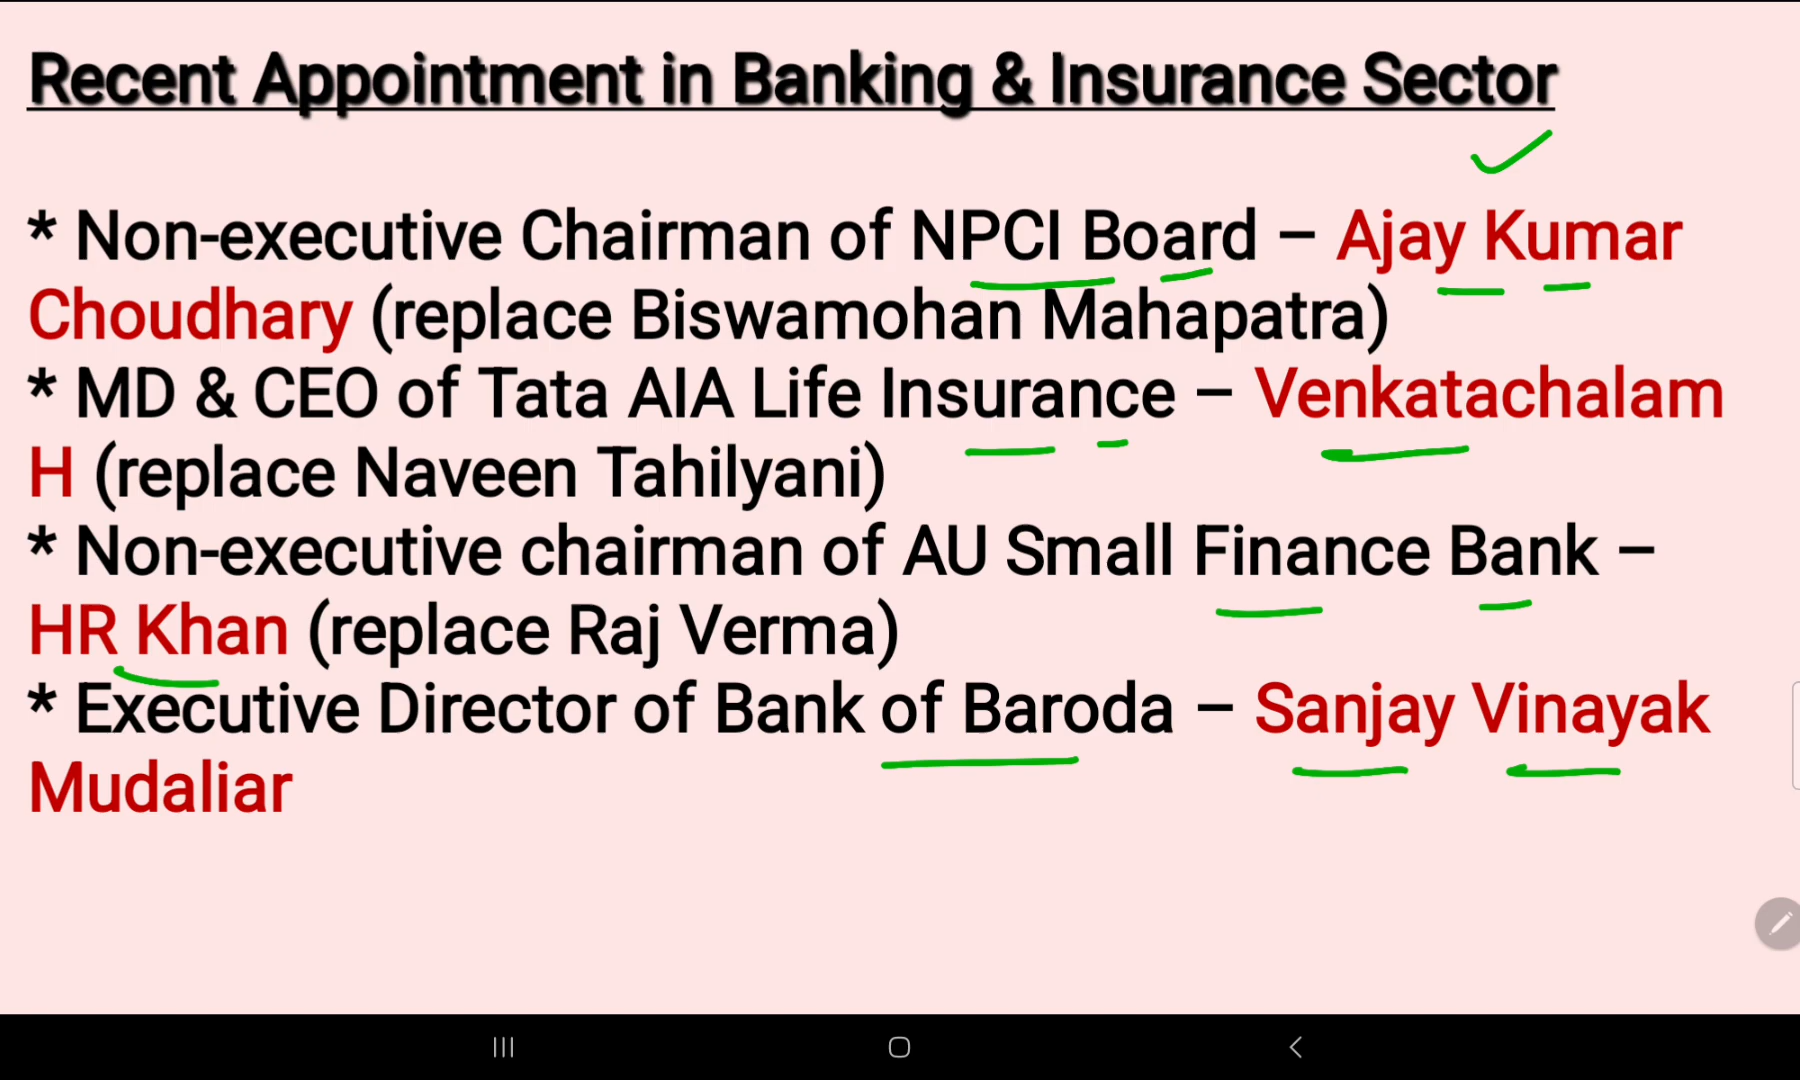 Recent Appointment in Banking & Insurance Sector
* Non-executive Chairman of NPCI Board – Ajay Kumar
Choudhary (replace Biswamohan Mahapatra)
* MD & CEO of Tata AIA Life Insurance – Venkatachalam
H (replace Naveen Tahilyani)
* Non-executive chairman of AU Small Finance Bank –
HR Khan (replace Raj Verma)
* Executive Director of Bank of Baroda – Sanjay Vinayak
Mudaliar